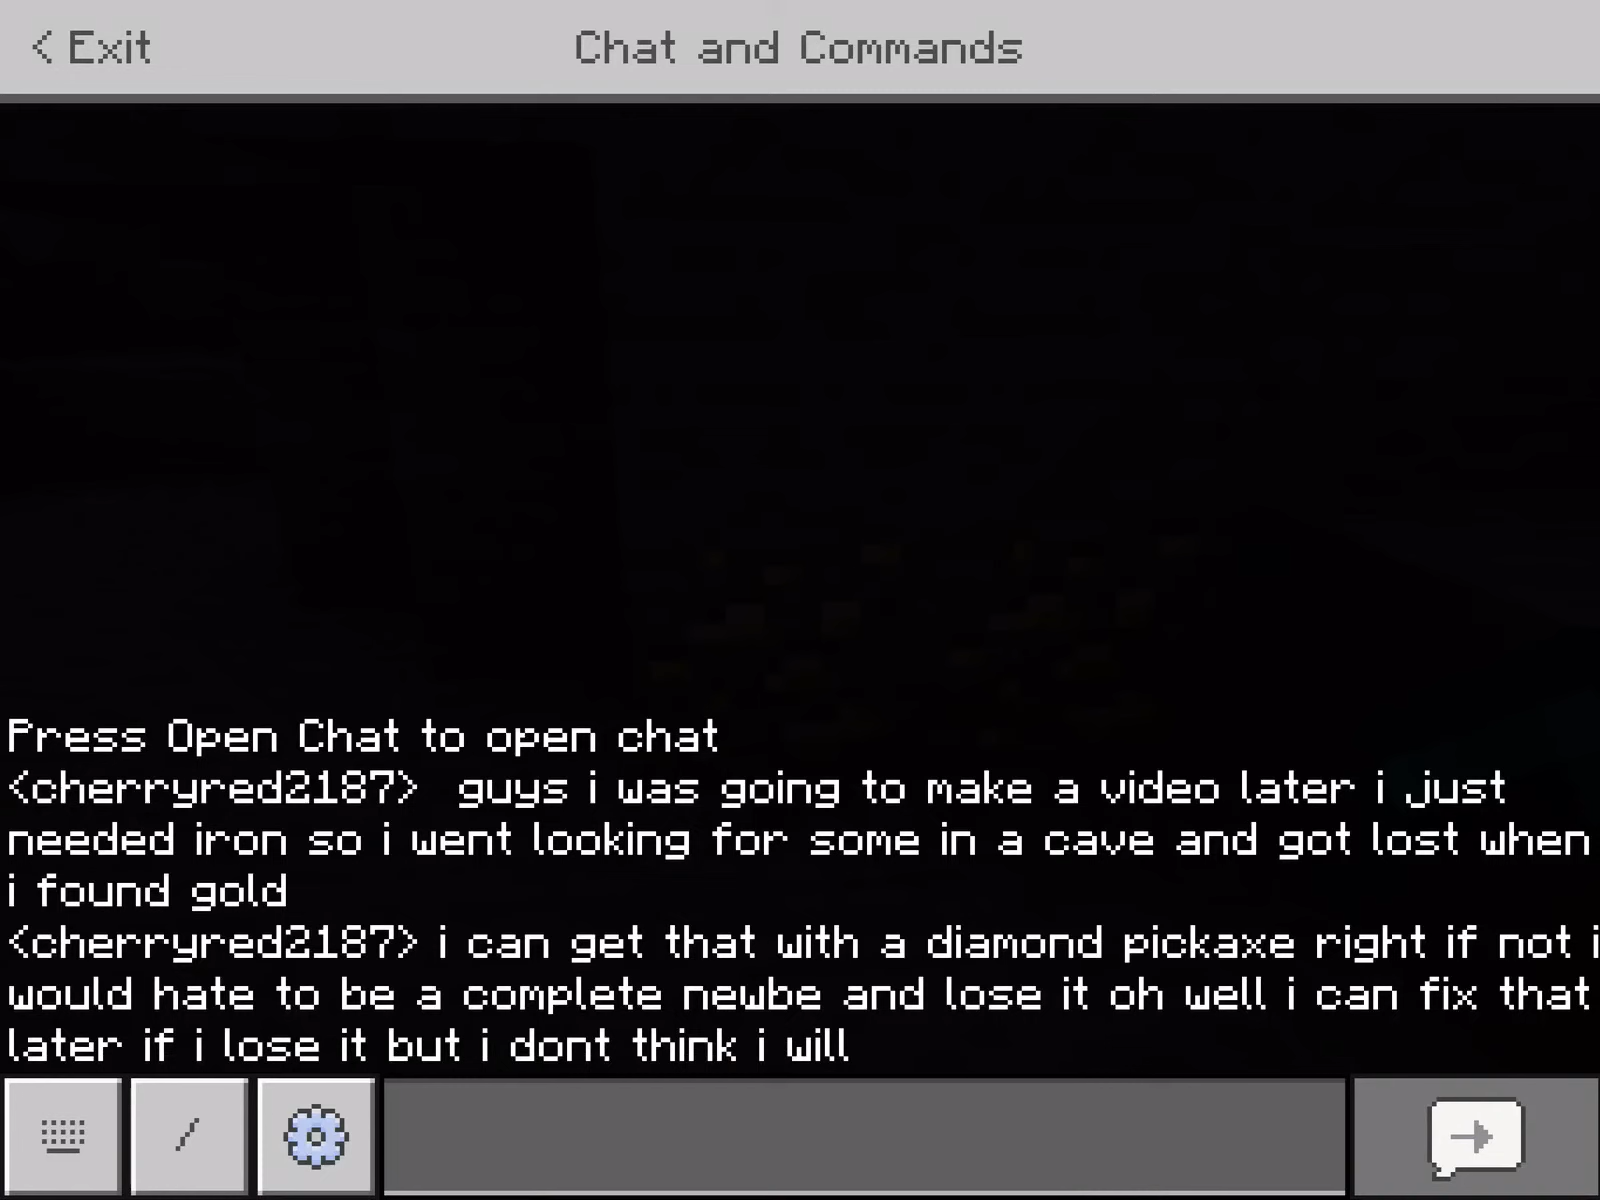 < Exit
Chat and Commands
Press Open Chat to open chat
<cherryred2187>  guys i was going to make a video later i just
needed iron so i went looking for some in a cave and got lost when
i found gold
<cherryred2187> i can get that with a diamond pickaxe right if not i
would hate to be a complete newbe and lose it oh well i can fix that
later if i lose it but i dont think i will
/